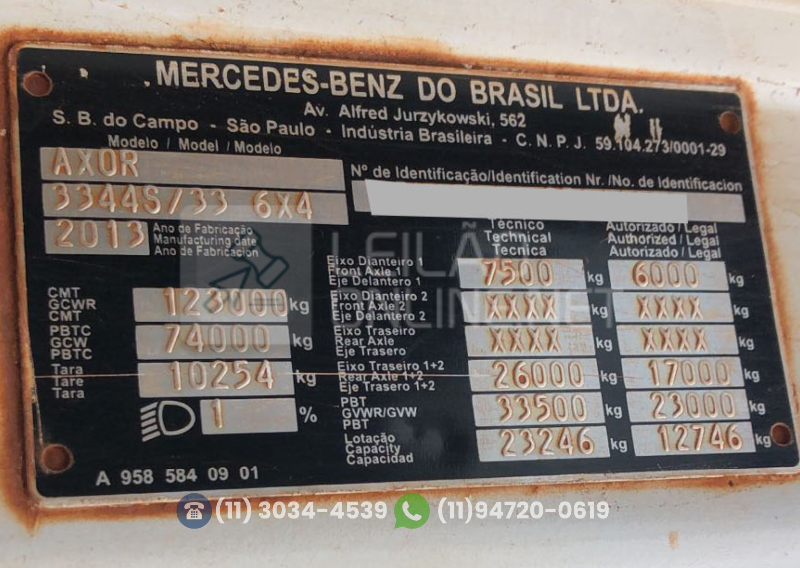 MERCEDES-BENZ DO BRASIL LTDA.
Av. Alfred Jurzykowski, 562
S. B. do Campo - São Paulo - Indústria Brasileira - C. N. P. J. 59.104.273/0001-29
Modelo / Model / Modelo
AXOR
3344S/33 6X4
Nº de Identificação/Identification Nr. /No. de Identificacion
2013 Ano de Fabricação
Manufacturing date
Ano de Fabricacion
Técnico
Technical
Tecnica
Autorizado / Legal
Authorized / Legal
Autorizado / Legal
Eixo Dianteiro 1
Front Axle 1
Eje Delantero 1
7500 kg 6000 kg
CMT
GCWR
CMT
123000 kg
Eixo Dianteiro 2
Front Axle 2
Eje Delantero 2
XXXX kg XXXX kg
PBTC
GCW
PBTC
74000 kg
Eixo Traseiro
Rear Axle
Eje Trasero
XXXX kg XXXX kg
Tara
Tare
Tara
10254 kg
Eixo Traseiro 1+2
Rear Axle 1+2
Eje Trasero 1+2
26000 kg 17000 kg
1 %
PBT
GVWR/GVW
PBT
33500 kg 23000 kg
Lotação
Capacity
Capacidad
23246 kg 12746 kg
A 958 584 09 01
(11) 3034-4539 (11)94720-0619